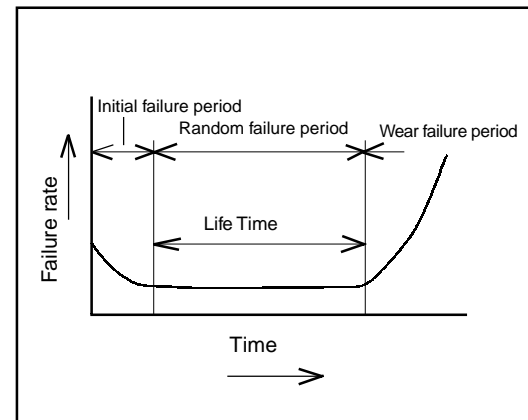 Initial failure period
Random failure period
Wear failure period
Life Time
Failure rate
Time